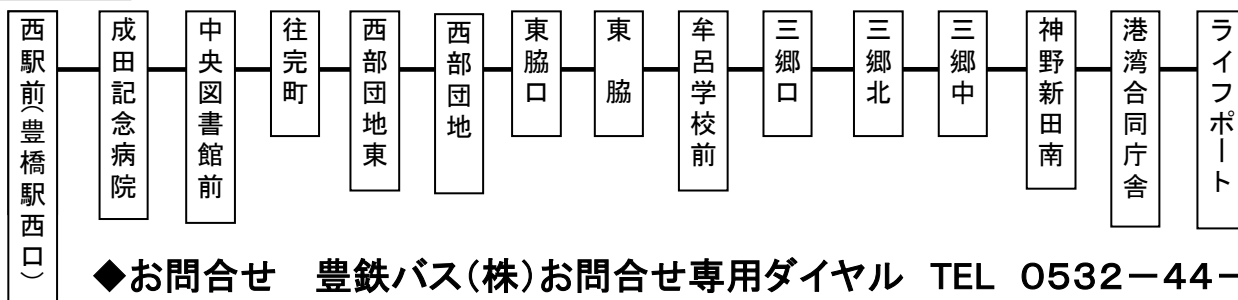 西駅前(豊橋駅西口)
成田記念病院
中央図書館前
往完町
西部団地東
西部団地
東脇口
東脇
牟呂学校前
三郷口
三郷北
三郷中
神野新田南
港湾合同庁舎
ライフポート
◆お問合せ 豊鉄バス(株)お問合せ専用ダイヤル TEL 0532-44-